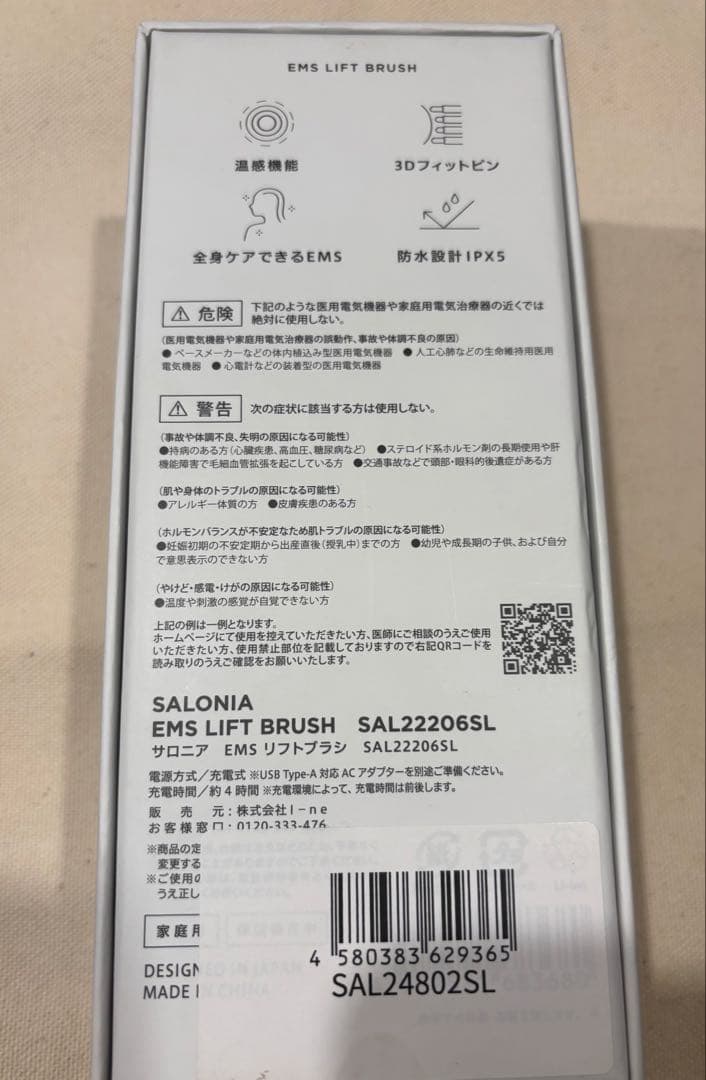 EMS LIFT BRUSH
温感機能
3Dフィットピン
全身ケアできるEMS
防水設計IPX5
危険
下記のような医用電気機器や家庭用電気治療器の近くでは
絶対に使用しない。
(医用電気機器や家庭用電気治療器の誤動作、事故や体調不良の原因)
● ペースメーカーなどの体内植込み型医用電気機器 ● 人工心肺などの生命維持用医用
電気機器 ● 心電計などの装着型の医用電気機器
警告
次の症状に該当する方は使用しない。
(事故や体調不良、失明の原因になる可能性)
●持病のある方(心臓疾患、高血圧、糖尿病など) ●ステロイド系ホルモン剤の長期使用や肝
機能障害で毛細血管拡張を起こしている方 ●交通事故などで頭部・眼科的後遺症がある方
(肌や身体のトラブルの原因になる可能性)
●アレルギー体質の方 ●皮膚疾患のある方
(ホルモンバランスが不安定なため肌トラブルの原因になる可能性)
●妊娠初期の不安定期から出産直後(授乳中)までの方 ●幼児や成長期の子供、および自分
で意思表示のできない方
(やけど・感電・けがの原因になる可能性)
●温度や刺激の感覚が自覚できない方
上記の例は一例となります。
ホームページにて使用を控えていただきたい方、医師にご相談のうえご使用
いただきたい方、使用禁止部位を記載しておりますので右記QRコードを
読み取りのうえご確認をお願いいたします。
SALONIA
EMS LIFT BRUSH SAL22206SL
サロニア EMS リフトブラシ SAL22206SL
電源方式/充電式 ※USB Type-A 対応 AC アダプターを別途ご準備ください。
充電時間/約 4 時間 ※充電環境によって、充電時間は前後します。
販売元:株式会社I-ne
お客様窓口:0120-333-476
※商品の定
変更する
※ご使用の
うえ正し
家庭用
DESIGNED IN JAPAN
MADE IN CHINA
4 580383 629365
SAL24802SL